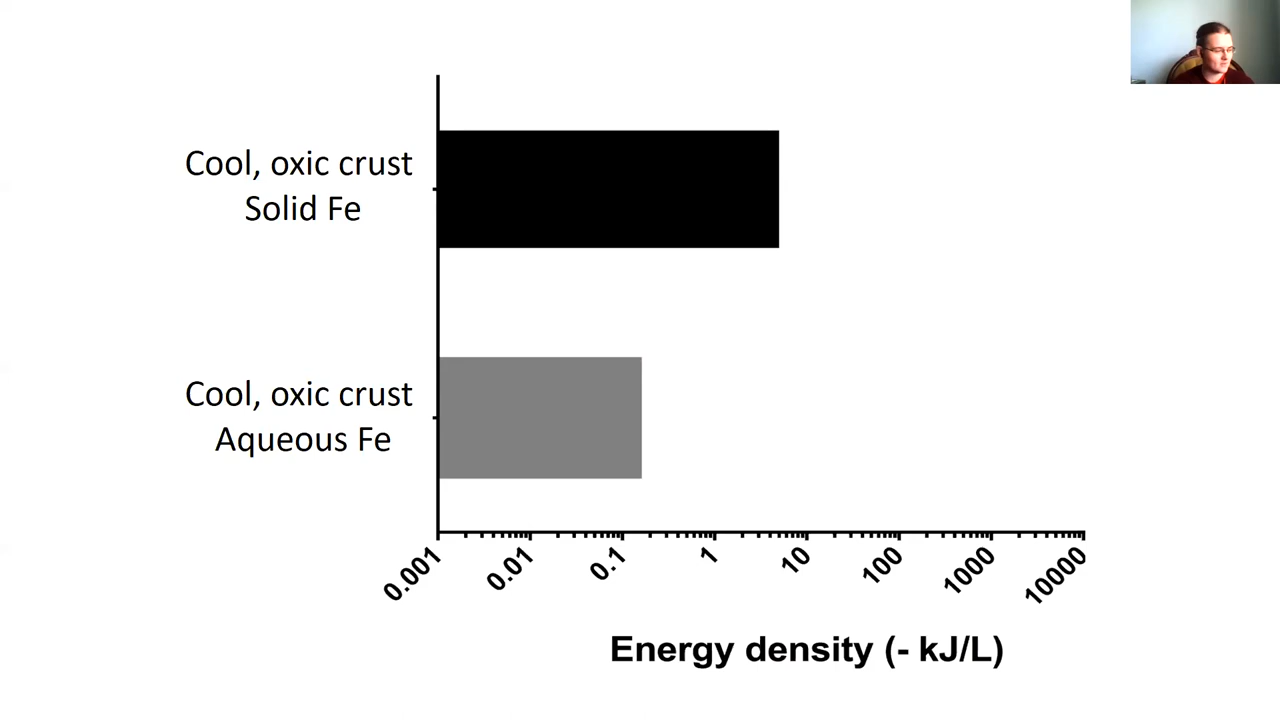 Cool, oxic crust
Solid Fe
Cool, oxic crust
Aqueous Fe
0.001
0.01
0.1
1
10
100
1000
10000
Energy density (- kJ/L)